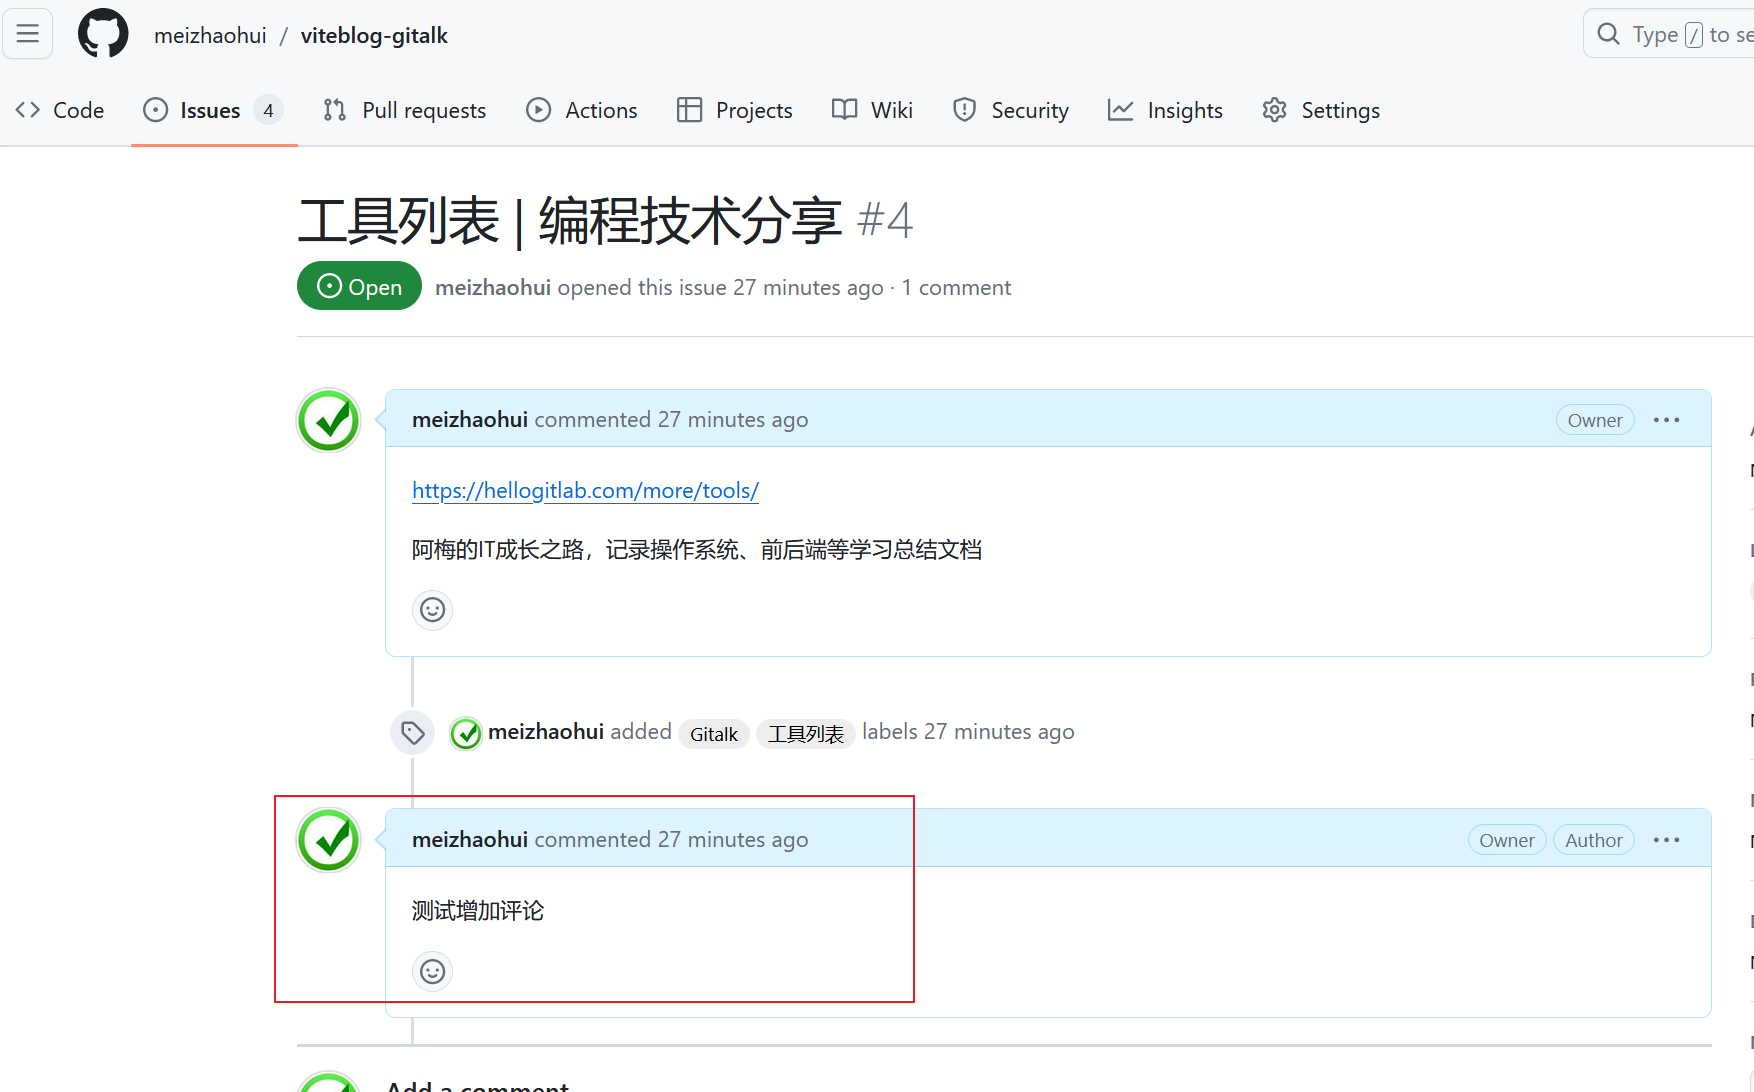 meizhaohui / viteblog-gitalk
Type / to se
Code Issues 4 Pull requests Actions Projects Wiki Security Insights Settings
工具列表 | 编程技术分享 #4
Open meizhaohui opened this issue 27 minutes ago · 1 comment
meizhaohui commented 27 minutes ago Owner
https://hellogitlab.com/more/tools/
阿梅的IT成长之路，记录操作系统、前后端等学习总结文档
meizhaohui added Gitalk 工具列表 labels 27 minutes ago
meizhaohui commented 27 minutes ago Owner Author
测试增加评论
Add a comment